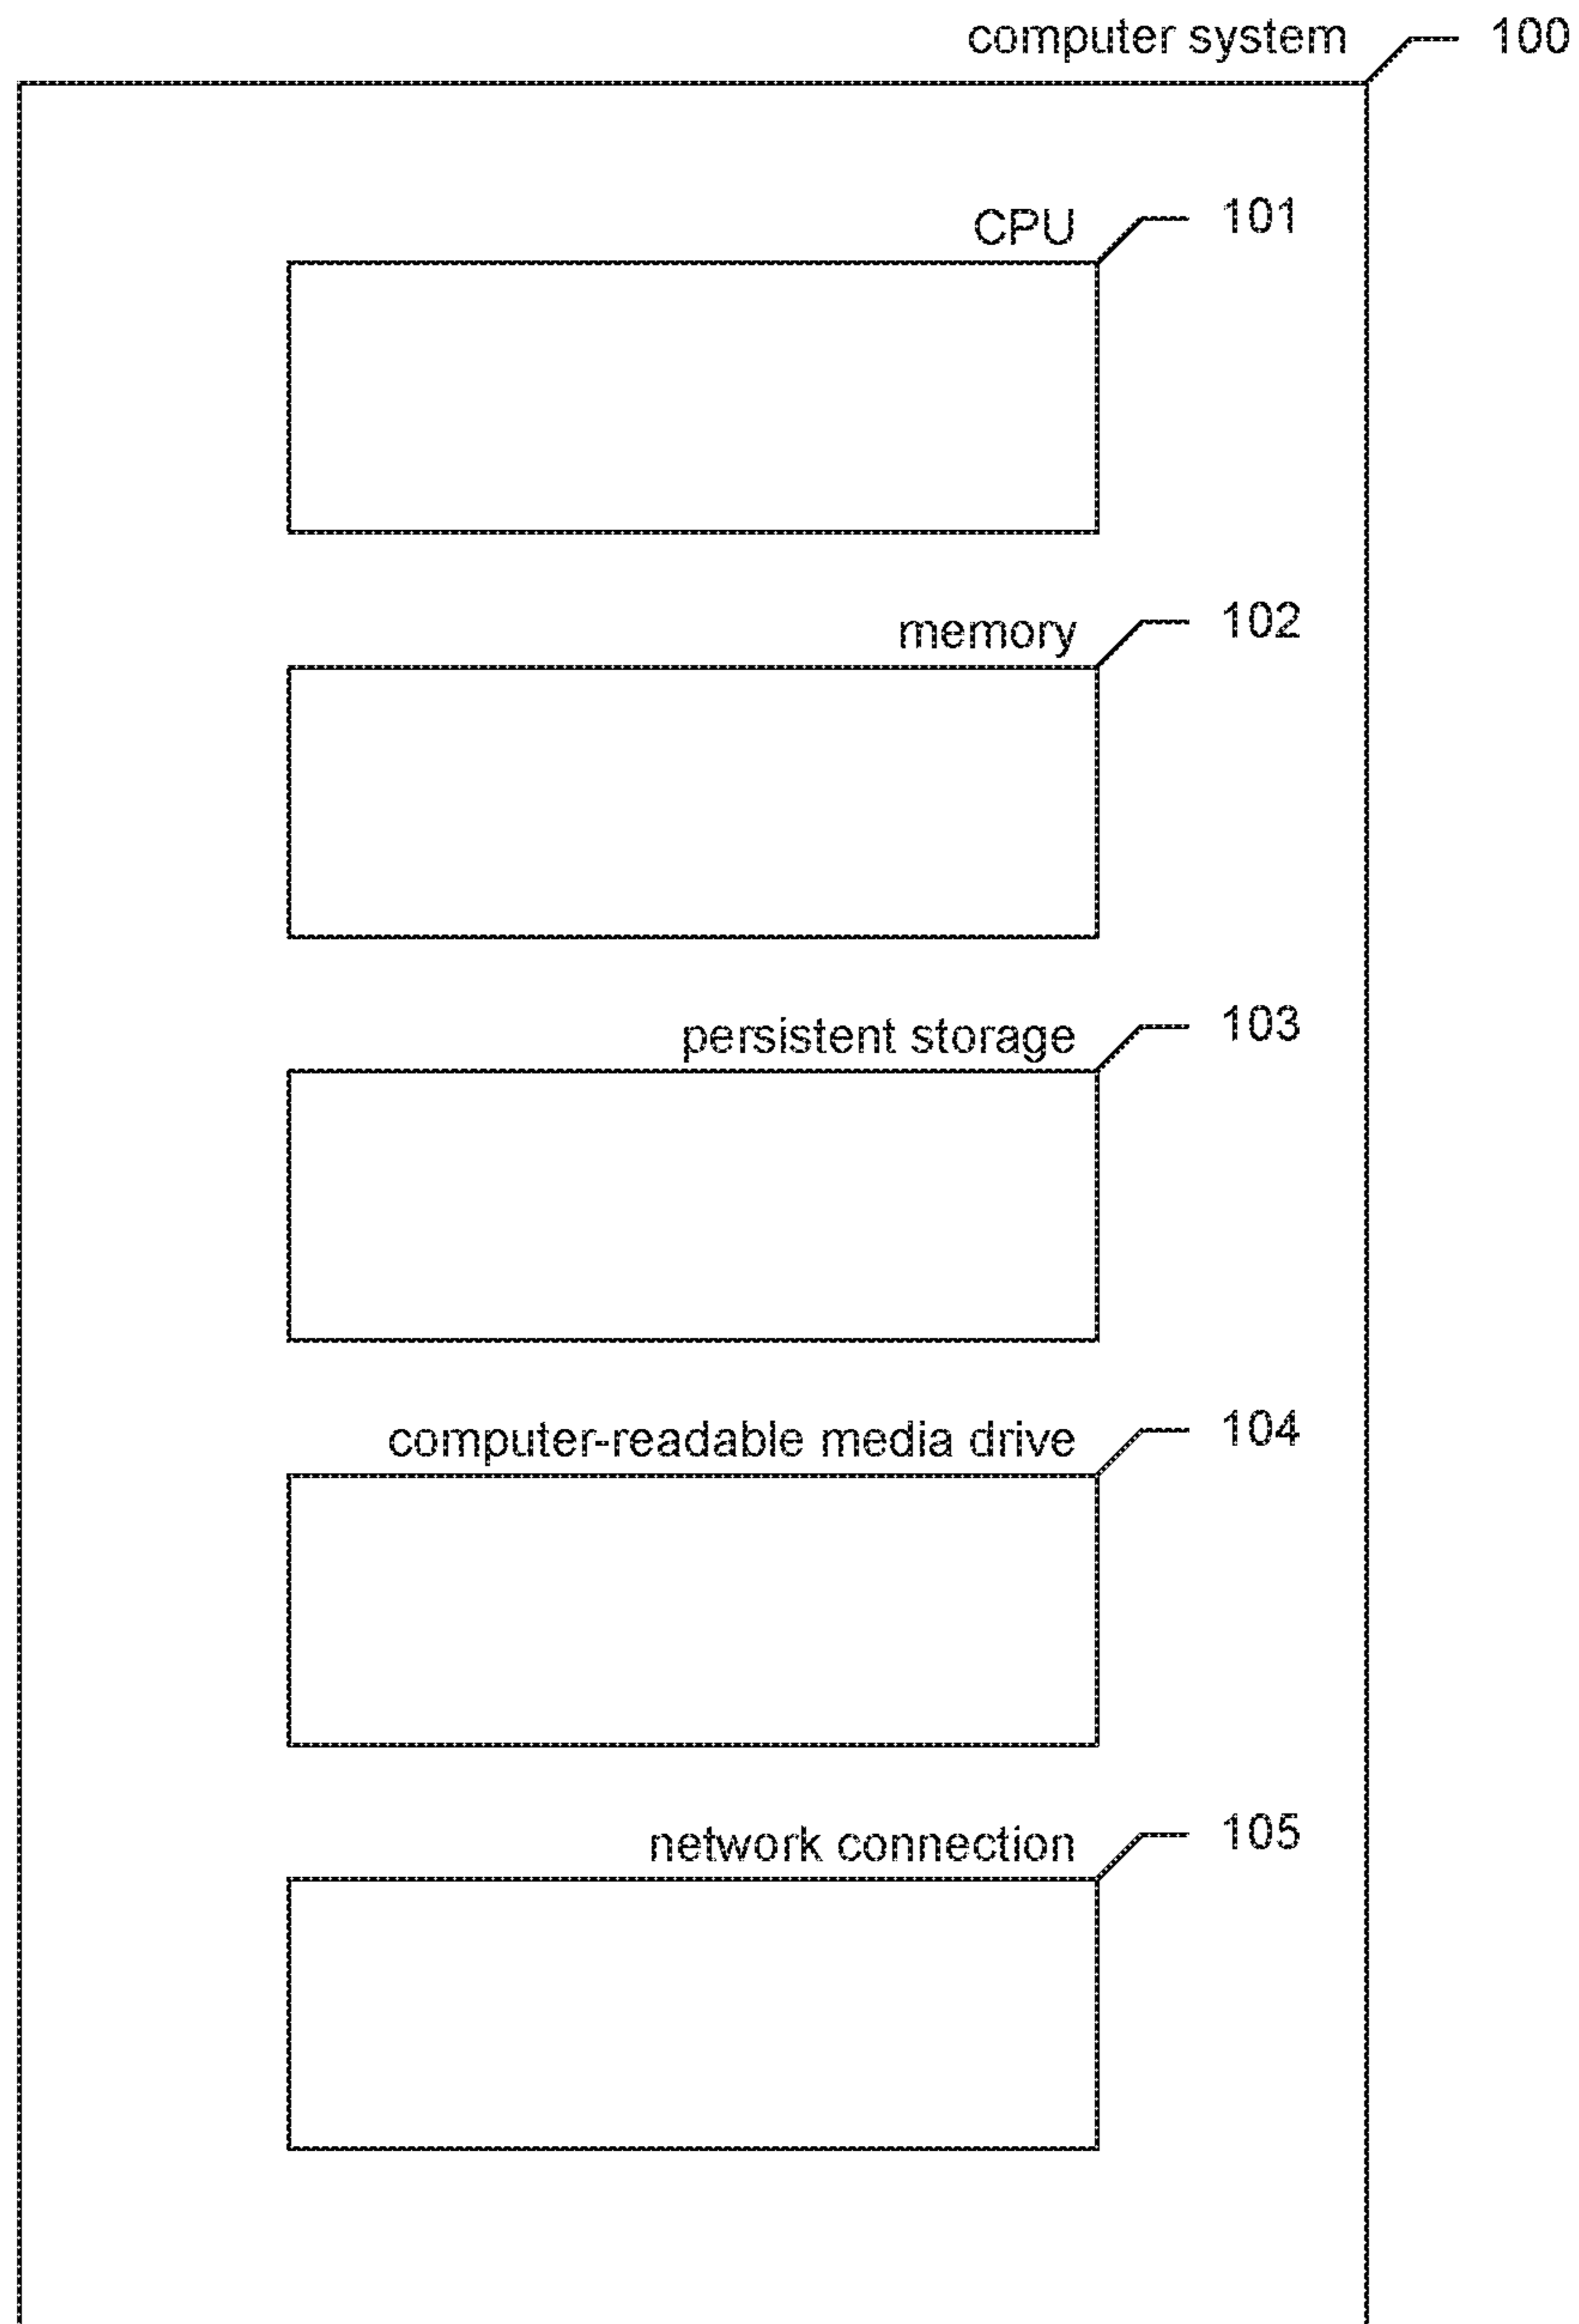 computer system 100
CPU 101
memory 102
persistent storage 103
computer-readable media drive 104
network connection 105